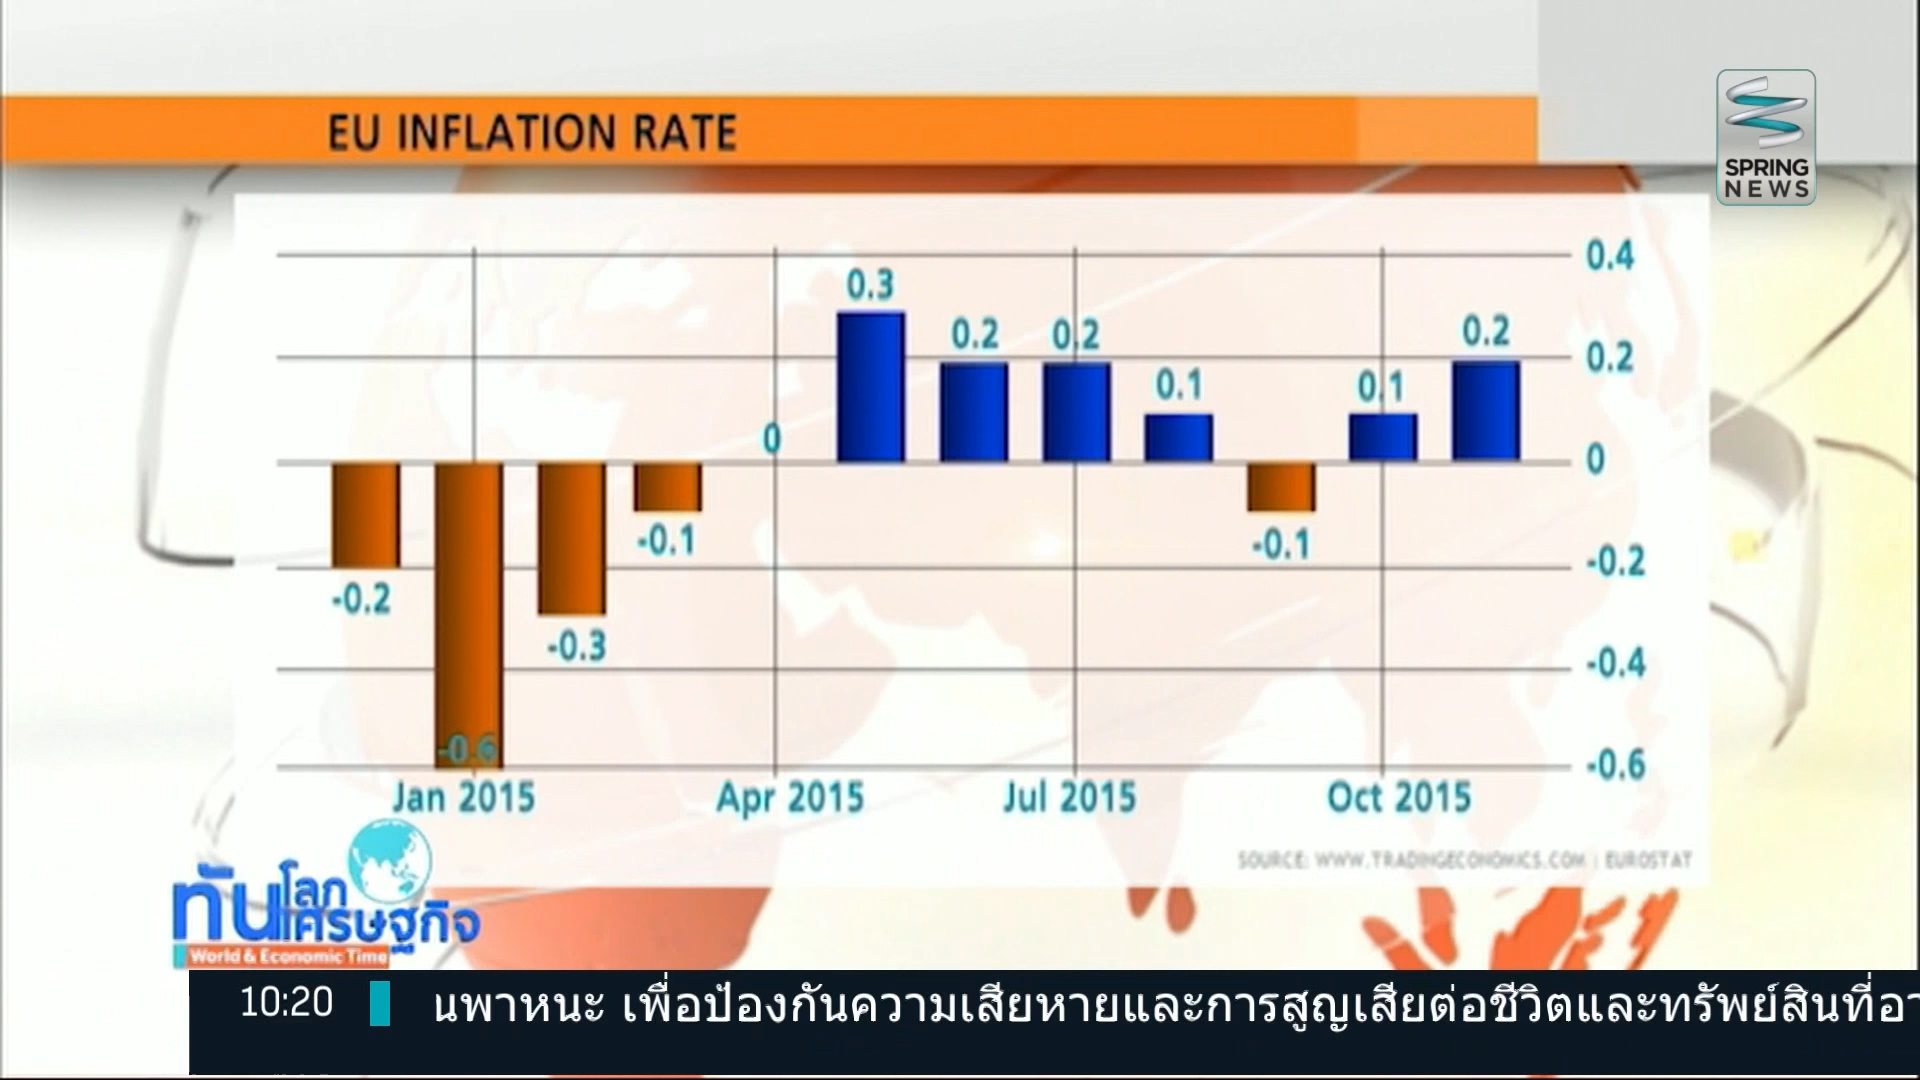 EU INFLATION RATE
SPRING
NEWS
0.4
0.3
0.2
0.2
0.2
0.2
0.1
0.1
0
0
-0.1
-0.1
-0.2
-0.2
-0.3
-0.4
-0.6
-0.6
Jan 2015
Apr 2015
Jul 2015
Oct 2015
SOURCE: WWW.TRADINGECONOMICS.COM | EUROSTAT
ทันโลก
เศรษฐกิจ
World & Economic Time
10:20
นพาหนะ เพื่อป้องกันความเสียหายและการสูญเสียต่อชีวิตและทรัพย์สินที่อา